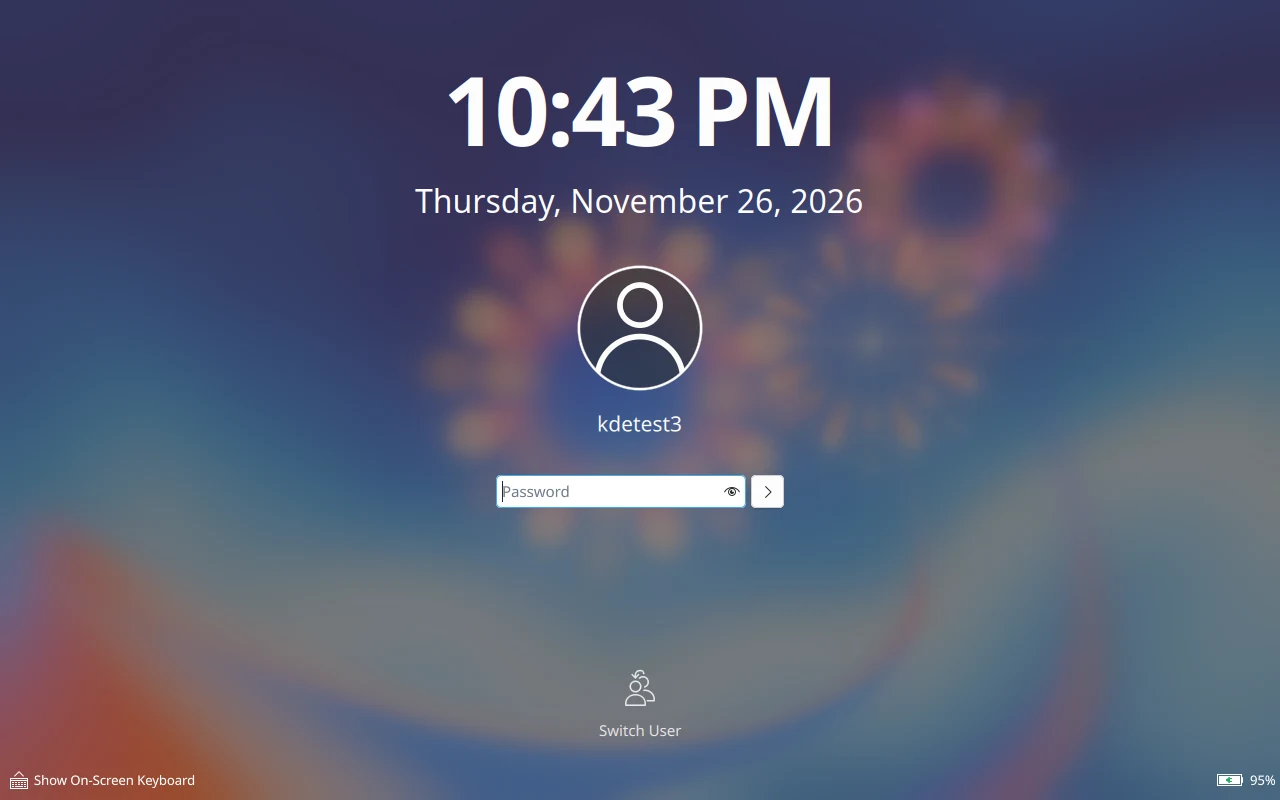 10:43 PM
Thursday, November 26, 2026
kdetest3
Password
Switch User
Show On-Screen Keyboard
95%